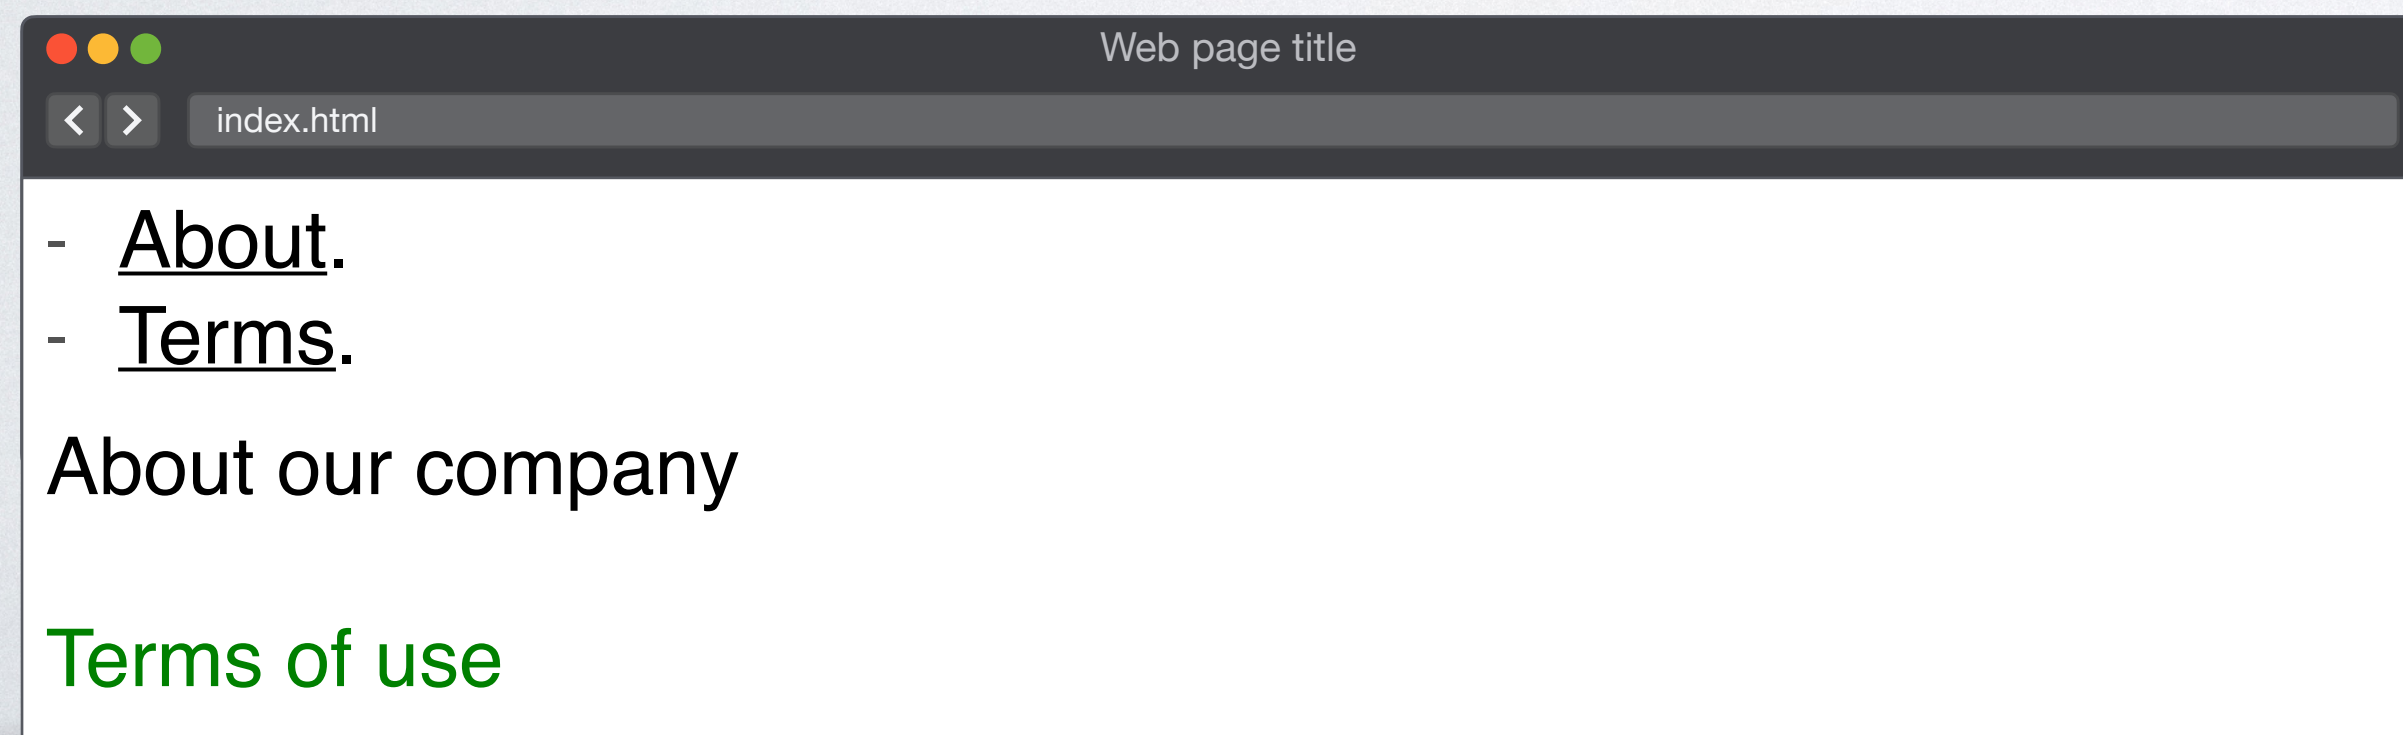 Web page title
index.html
- About.
- Terms.
About our company
Terms of use